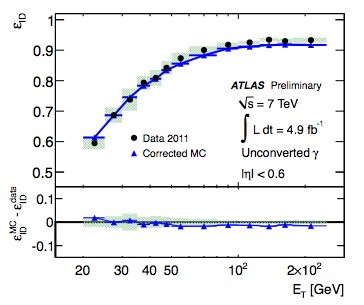 ε_ID
1
0.9
0.8
0.7
0.6
0.5
ATLAS Preliminary
√s = 7 TeV
∫ L dt = 4.9 fb⁻¹
Data 2011
Corrected MC
Unconverted γ
|η| < 0.6
ε_ID^MC - ε_ID^data
0.1
0
-0.1
20 30 40 50 10² 2×10²
E_T [GeV]